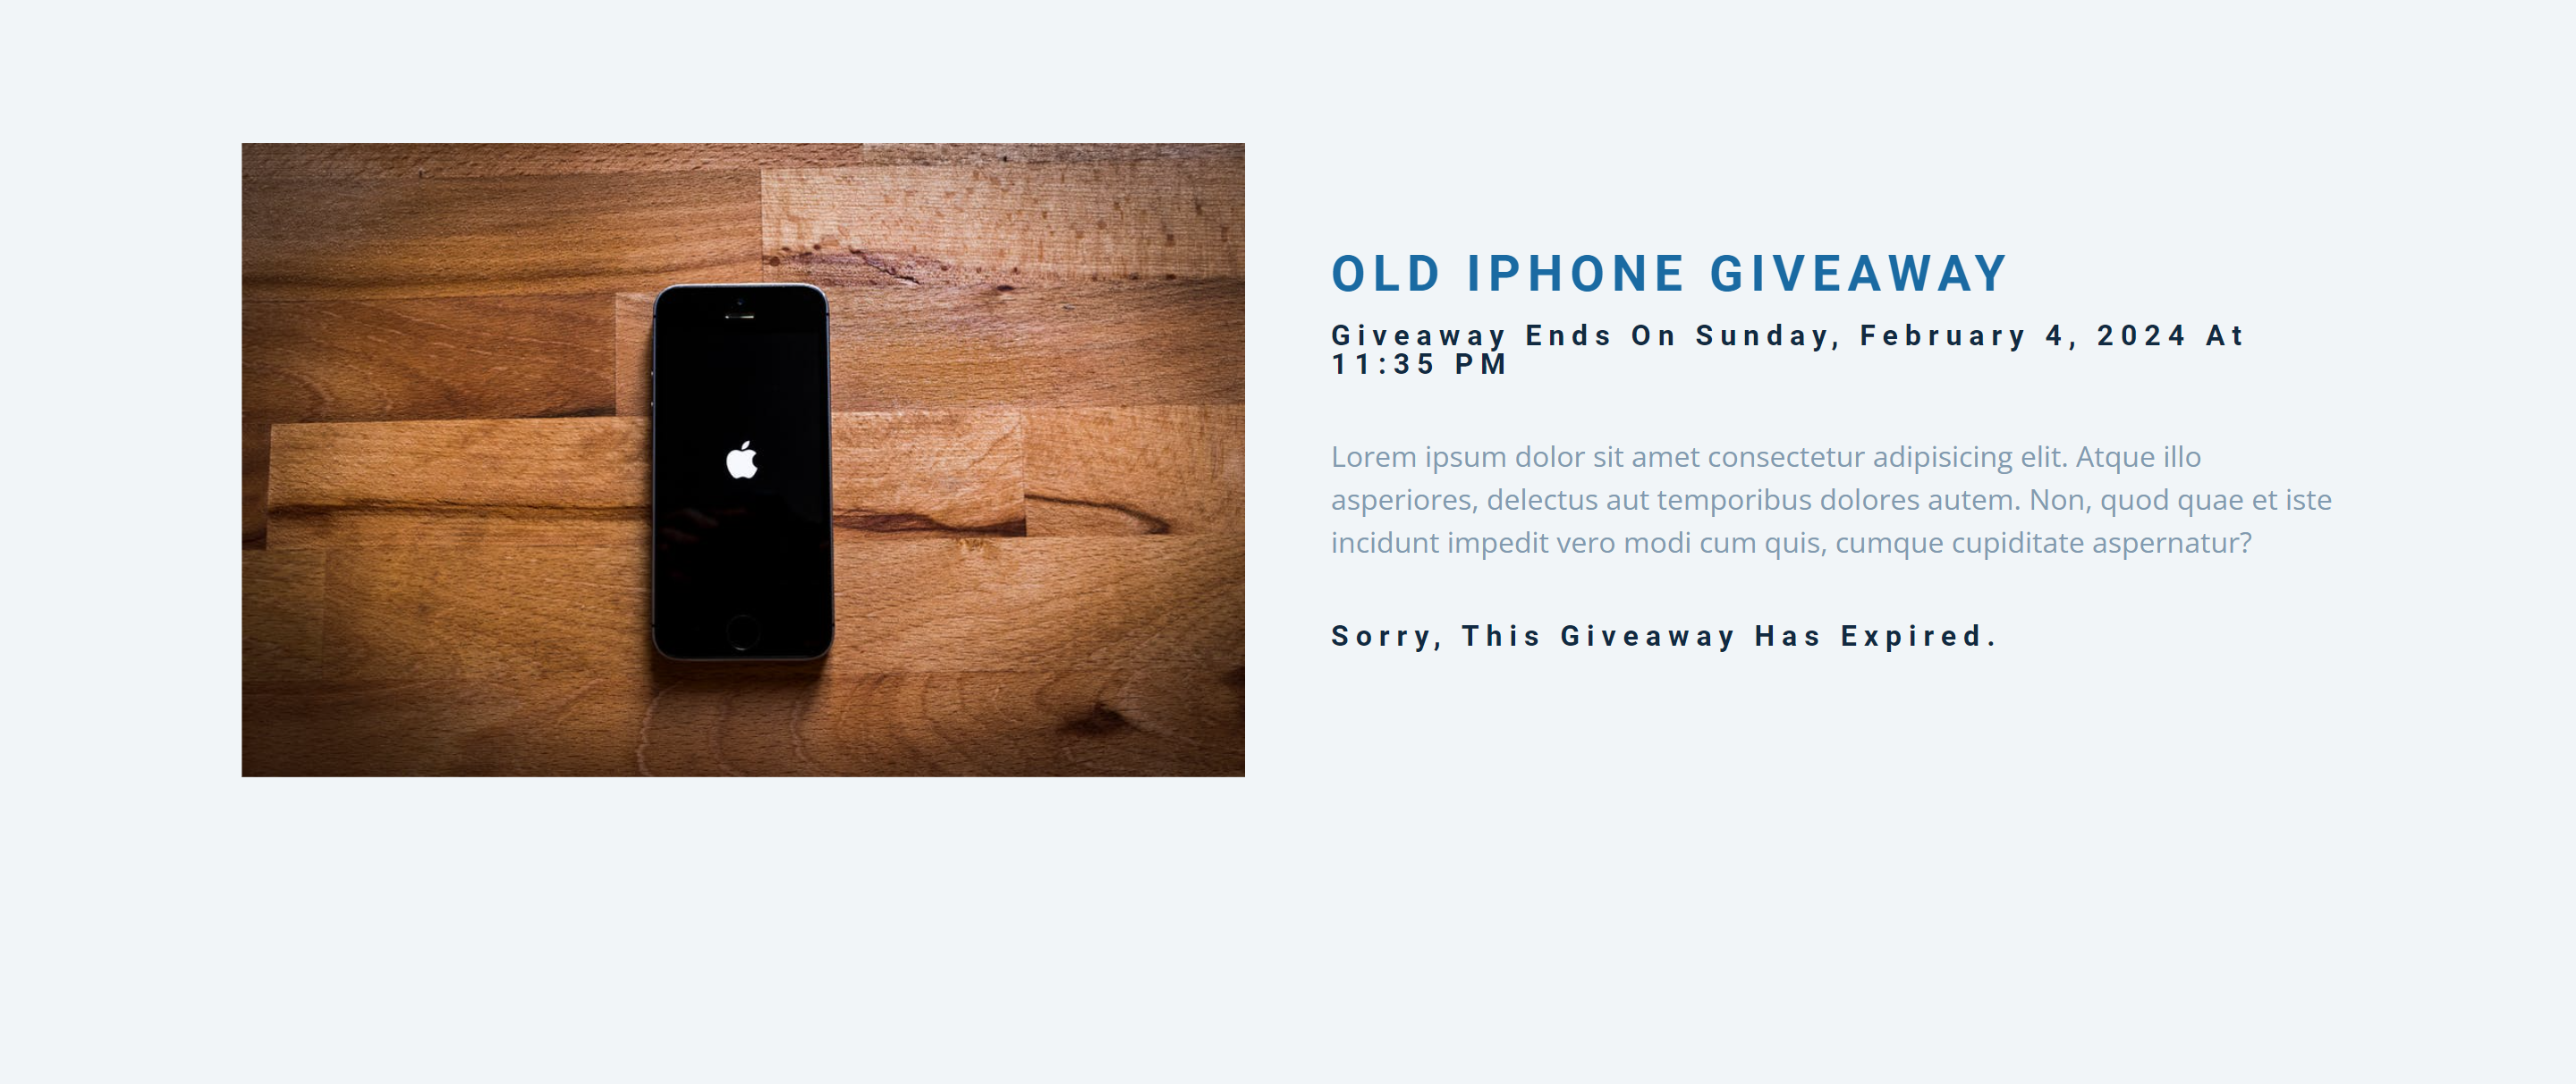 OLD IPHONE GIVEAWAY
Giveaway Ends On Sunday, February 4, 2024 At
11:35 PM
Lorem ipsum dolor sit amet consectetur adipisicing elit. Atque illo
asperiores, delectus aut temporibus dolores autem. Non, quod quae et iste
incidunt impedit vero modi cum quis, cumque cupiditate aspernatur?
Sorry, This Giveaway Has Expired.